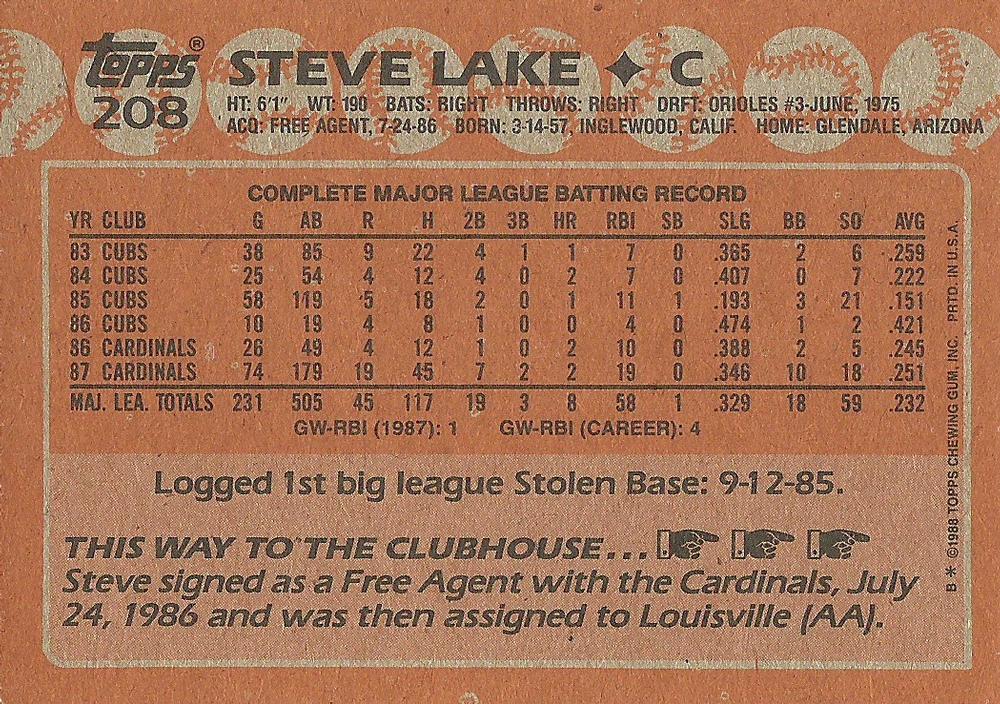 Topps® STEVE LAKE ✦ C
208
HT: 6'1" WT: 190 BATS: RIGHT THROWS: RIGHT DRFT: ORIOLES #3-JUNE, 1975
ACQ: FREE AGENT, 7-24-86 BORN: 3-14-57, INGLEWOOD, CALIF. HOME: GLENDALE, ARIZONA
COMPLETE MAJOR LEAGUE BATTING RECORD
YR CLUB G AB R H 2B 3B HR RBI SB SLG BB SO AVG
83 CUBS 38 85 9 22 4 1 1 7 0 .365 2 6 .259
84 CUBS 25 54 4 12 4 0 2 7 0 .407 0 7 .222
85 CUBS 58 119 5 18 2 0 1 11 1 .193 3 21 .151
86 CUBS 10 19 4 8 1 0 0 4 0 .474 1 2 .421
86 CARDINALS 26 49 4 12 1 0 2 10 0 .388 2 5 .245
87 CARDINALS 74 179 19 45 7 2 2 19 0 .346 10 18 .251
MAJ. LEA. TOTALS 231 505 45 117 19 3 8 58 1 .329 18 59 .232
GW-RBI (1987): 1 GW-RBI (CAREER): 4
Logged 1st big league Stolen Base: 9-12-85.
THIS WAY TO THE CLUBHOUSE...
Steve signed as a Free Agent with the Cardinals, July
24, 1986 and was then assigned to Louisville (AA).
B * ©1988 TOPPS CHEWING GUM, INC. PRTD. IN U.S.A.